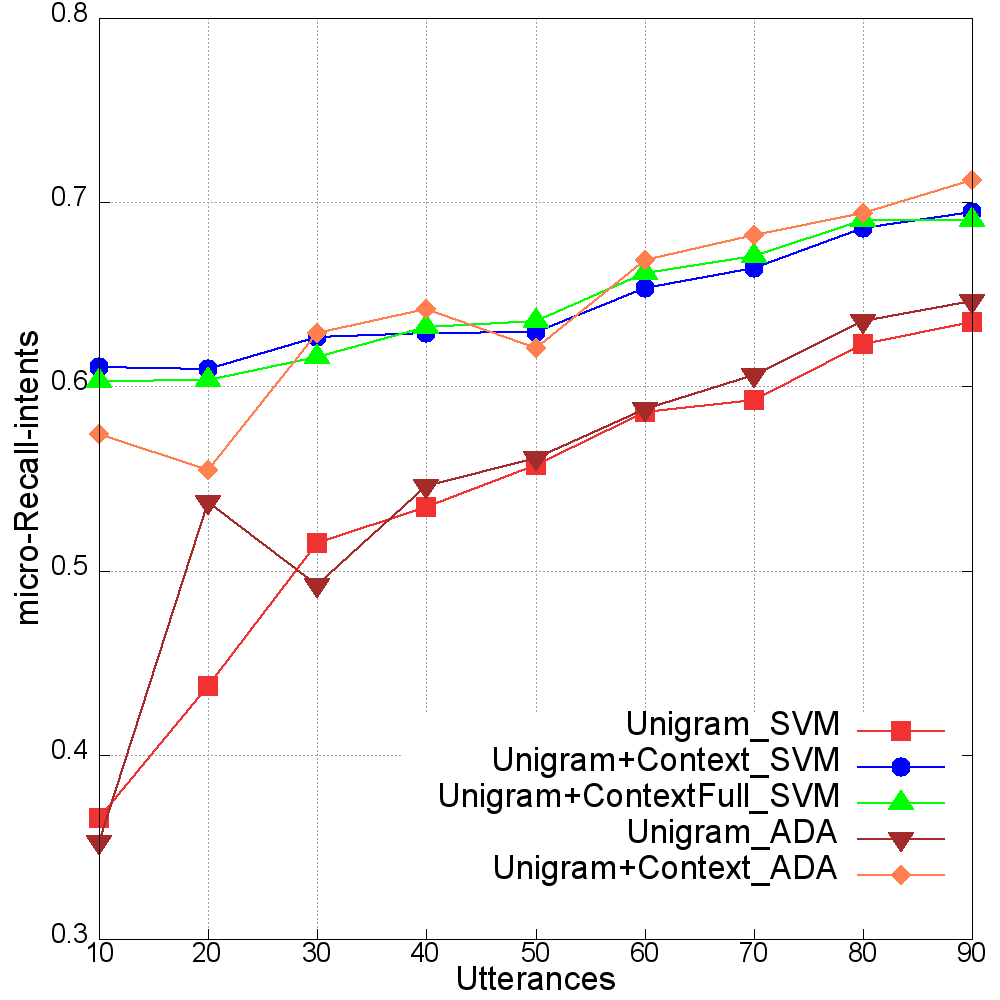 0.8
0.7
0.6
0.5
0.4
0.3
micro-Recall-intents
Unigram_SVM
Unigram+Context_SVM
Unigram+ContextFull_SVM
Unigram_ADA
Unigram+Context_ADA
10 20 30 40 50 60 70 80 90
Utterances